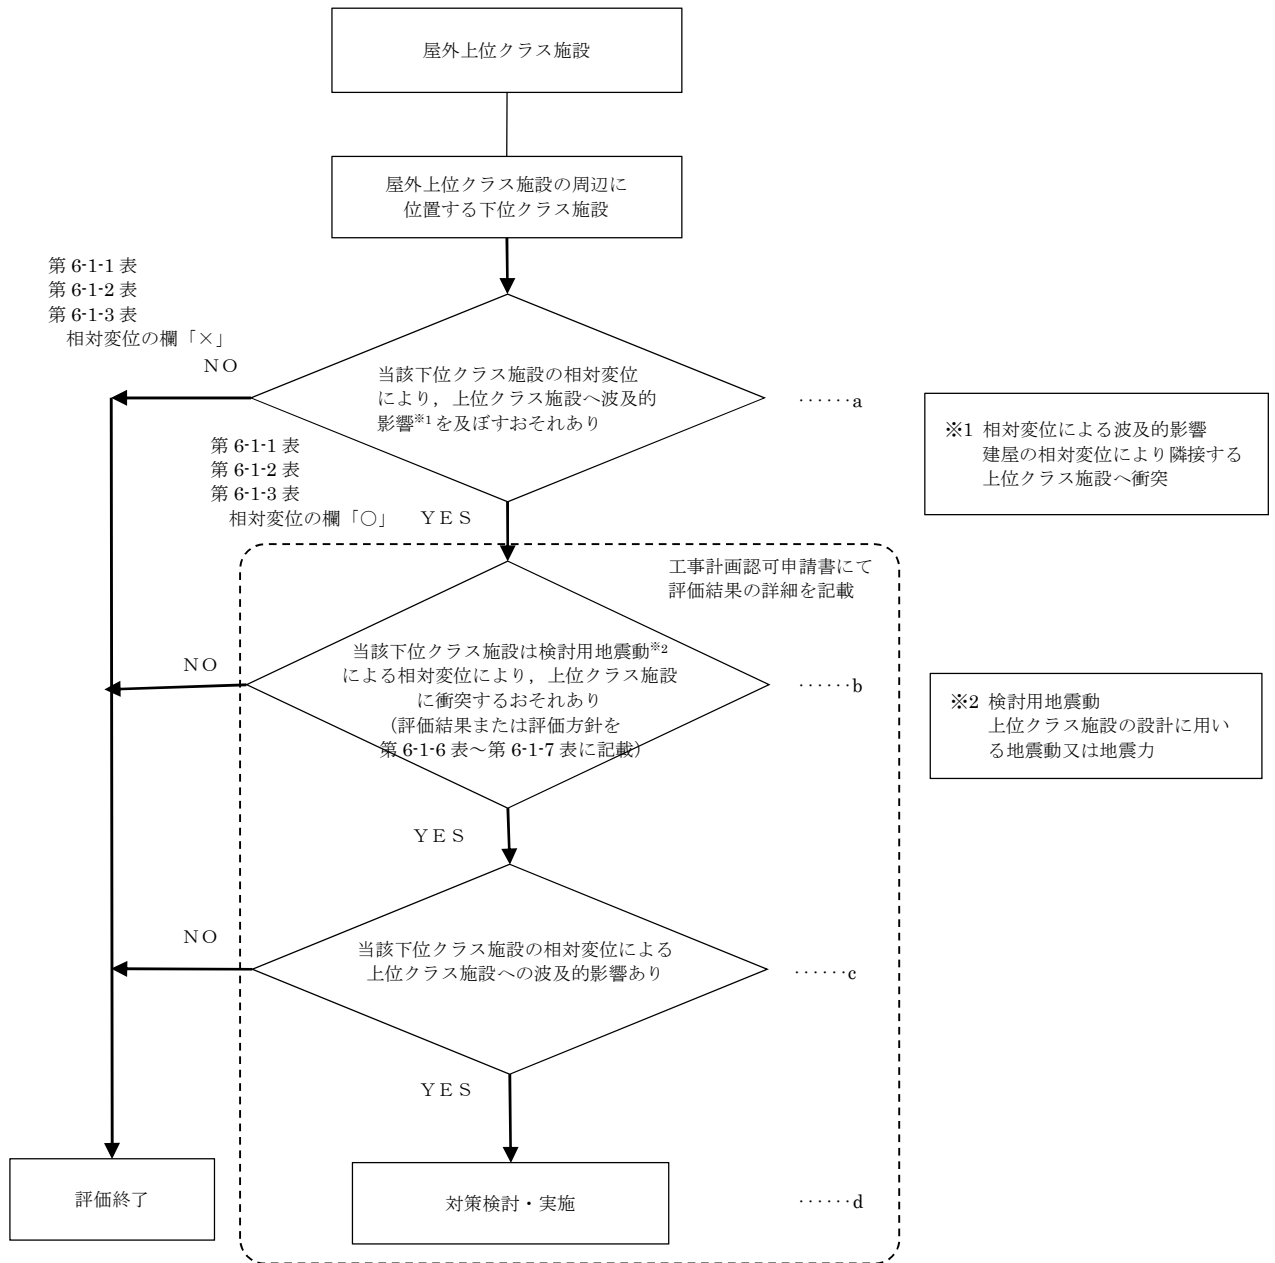 屋外上位クラス施設
屋外上位クラス施設の周辺に
位置する下位クラス施設
第 6-1-1 表
第 6-1-2 表
第 6-1-3 表
相対変位の欄「×」
ＮＯ
当該下位クラス施設の相対変位
により，上位クラス施設へ波及的
影響※1 を及ぼすおそれあり
······a
※1 相対変位による波及的影響
建屋の相対変位により隣接する
上位クラス施設へ衝突
第 6-1-1 表
第 6-1-2 表
第 6-1-3 表
相対変位の欄「○」
ＹＥＳ
工事計画認可申請書にて
評価結果の詳細を記載
当該下位クラス施設は検討用地震動※2
による相対変位により，上位クラス施設
に衝突するおそれあり
（評価結果または評価方針を
第 6-1-6 表～第 6-1-7 表に記載）
ＮＯ
······b
※2 検討用地震動
上位クラス施設の設計に用い
る地震動又は地震力
ＹＥＳ
ＮＯ
当該下位クラス施設の相対変位による
上位クラス施設への波及的影響あり
······c
ＹＥＳ
評価終了
対策検討・実施
······d